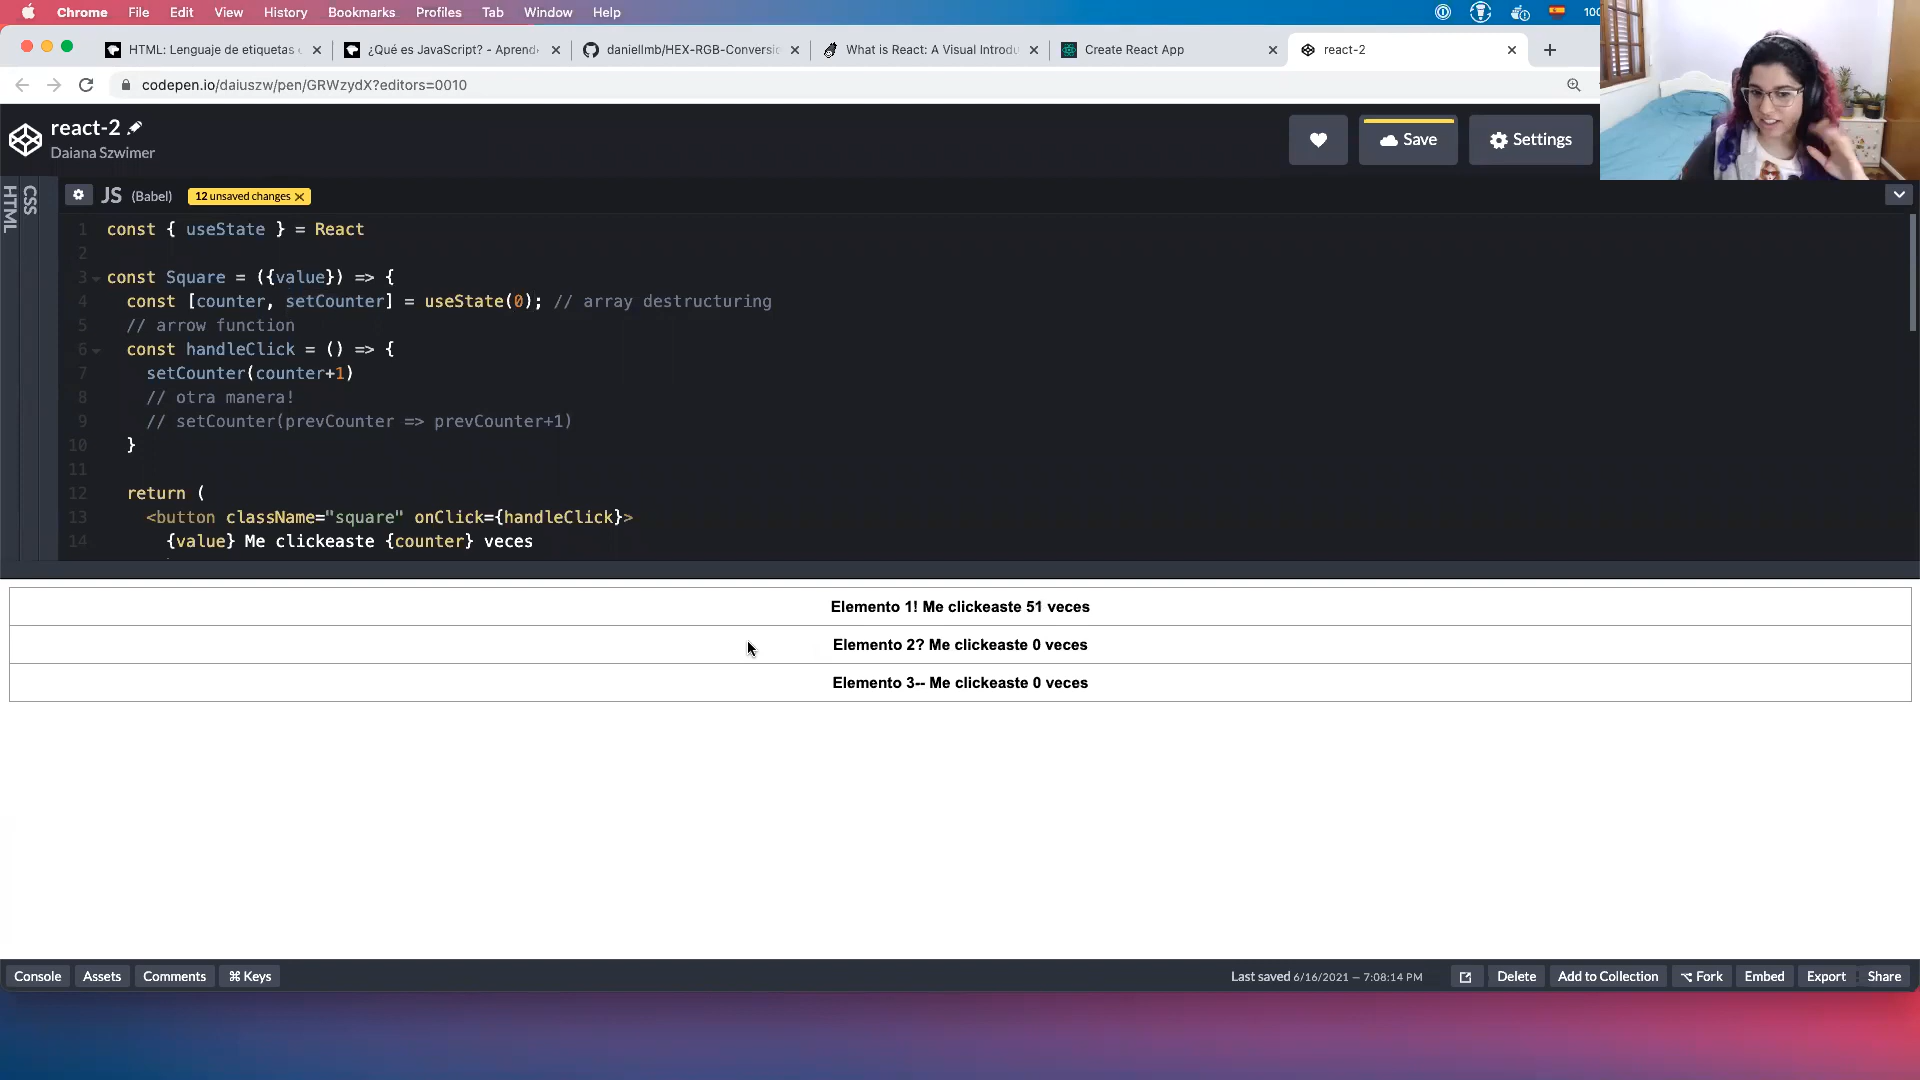 Chrome File Edit View History Bookmarks Profiles Tab Window Help
HTML: Lenguaje de etiquetas
¿Qué es JavaScript? - Aprend
daniellmb/HEX-RGB-Conversi
What is React: A Visual Introdu
Create React App
react-2
codepen.io/daiuszw/pen/GRWzydX?editors=0010
react-2
Daiana Szwimer
Save
Settings
HTML
CSS
JS (Babel) 12 unsaved changes
1 const { useState } = React
2
3 const Square = ({value}) => {
4 const [counter, setCounter] = useState(0); // array destructuring
5 // arrow function
6 const handleClick = () => {
7 setCounter(counter+1)
8 // otra manera!
9 // setCounter(prevCounter => prevCounter+1)
10 }
11
12 return (
13 <button className="square" onClick={handleClick}>
14 {value} Me clickeaste {counter} veces
Elemento 1! Me clickeaste 51 veces
Elemento 2? Me clickeaste 0 veces
Elemento 3-- Me clickeaste 0 veces
Console Assets Comments ⌘ Keys Last saved 6/16/2021 — 7:08:14 PM Delete Add to Collection ⌥ Fork Embed Export Share